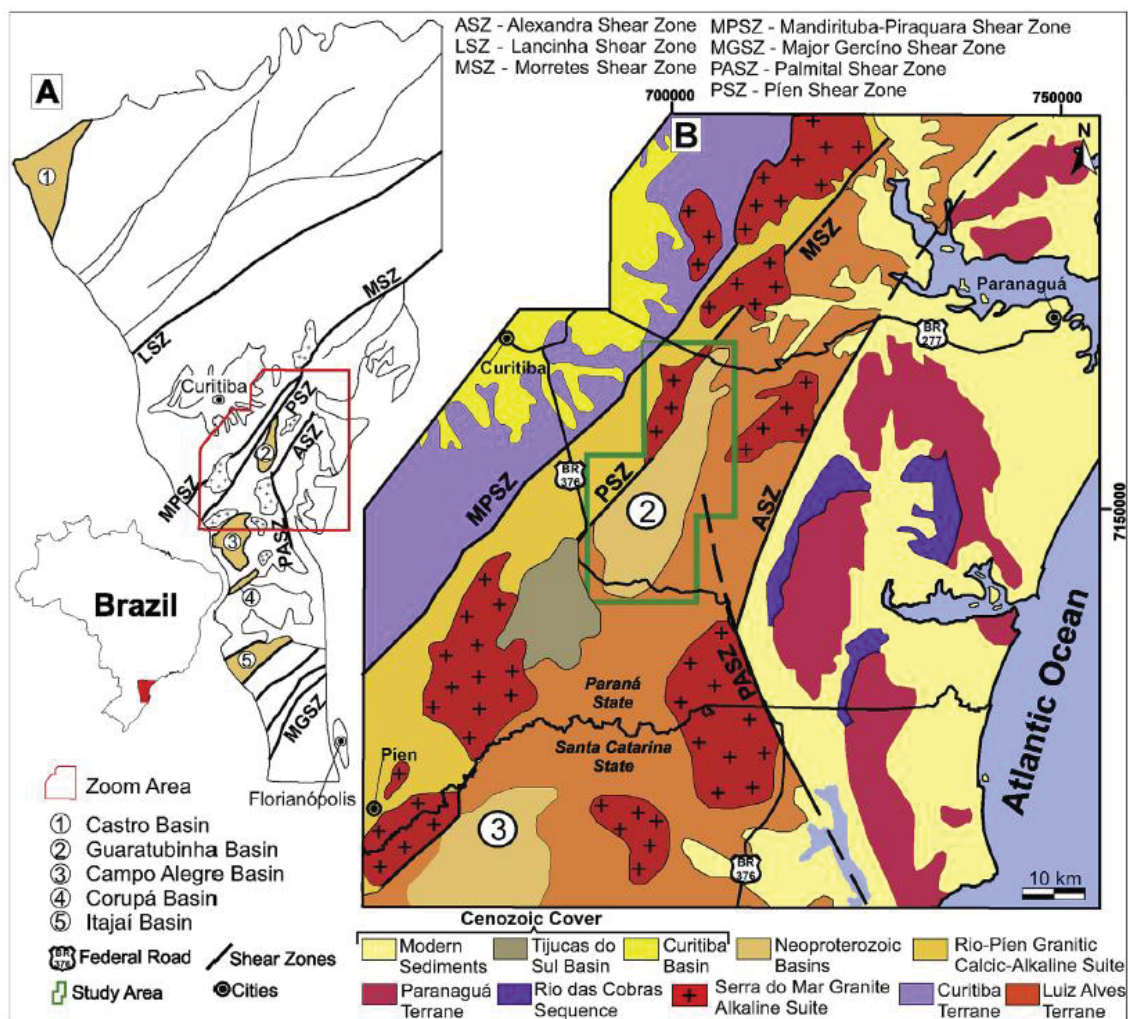 ASZ - Alexandra Shear Zone
LSZ - Lancinha Shear Zone
MSZ - Morretes Shear Zone
MPSZ - Mandirituba-Piraquara Shear Zone
MGSZ - Major Gercíno Shear Zone
PASZ - Palmital Shear Zone
PSZ - Píen Shear Zone
A
1
LSZ
MSZ
Curitiba
PSZ
2
ASZ
MPSZ
3
PASZ
4
5
MGSZ
Florianópolis
Brazil
Zoom Area
1 Castro Basin
2 Guaratubinha Basin
3 Campo Alegre Basin
4 Corupá Basin
5 Itajaí Basin
BR 376 Federal Road
Shear Zones
Study Area
Cities
700000
750000
B
N
MSZ
Paranaguá
BR
277
Curitiba
7150000
BR
376
PSZ
MPSZ
2
ASZ
PASZ
Paraná
State
Santa Catarina
State
Píen
3
BR
376
Atlantic Ocean
10 km
Cenozoic Cover
Modern
Sediments
Tijucas do
Sul Basin
Curitiba
Basin
Neoproterozoic
Basins
Rio-Píen Granitic
Calcic-Alkaline Suite
Paranaguá
Terrane
Rio das Cobras
Sequence
Serra do Mar Granite
Alkaline Suite
Curitiba
Terrane
Luiz Alves
Terrane